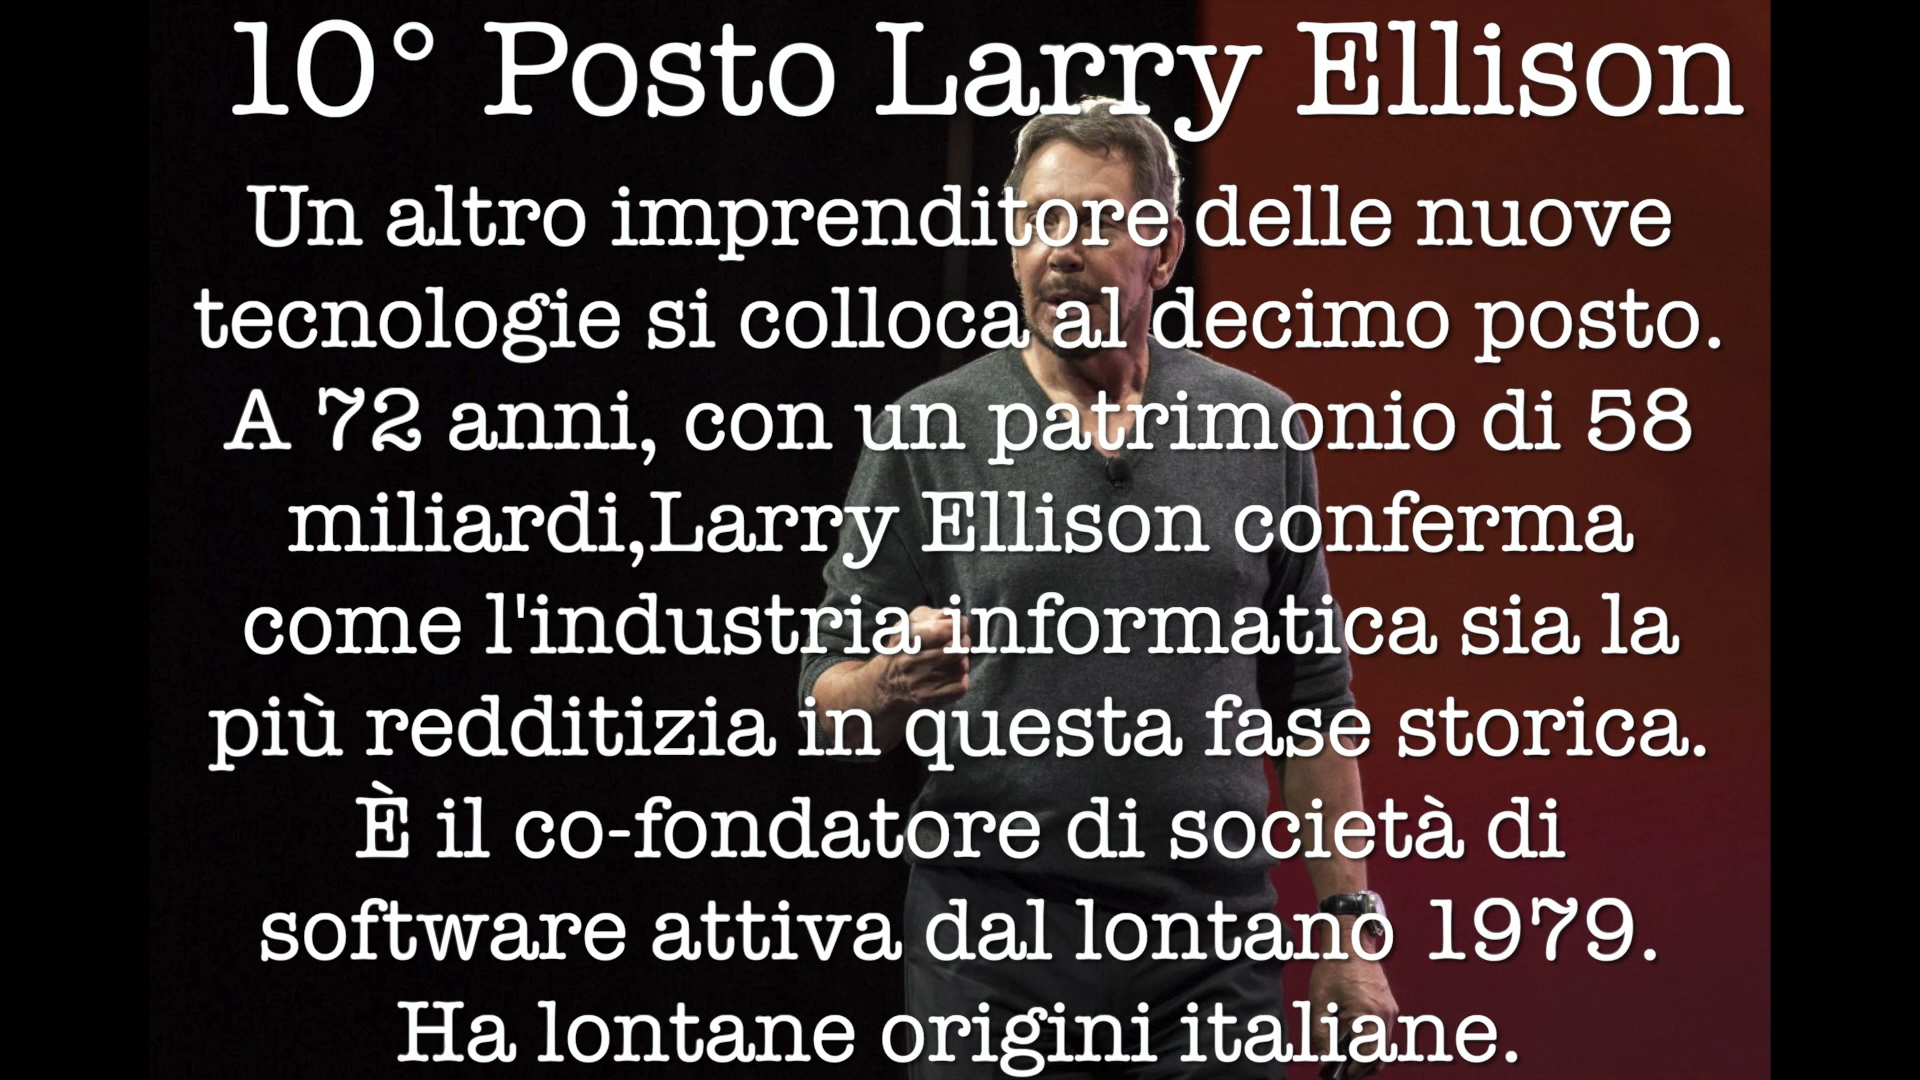 10° Posto Larry Ellison
Un altro imprenditore delle nuove
tecnologie si colloca al decimo posto.
A 72 anni, con un patrimonio di 58
miliardi,Larry Ellison conferma
come l'industria informatica sia la
più redditizia in questa fase storica.
È il co-fondatore di società di
software attiva dal lontano 1979.
Ha lontane origini italiane.